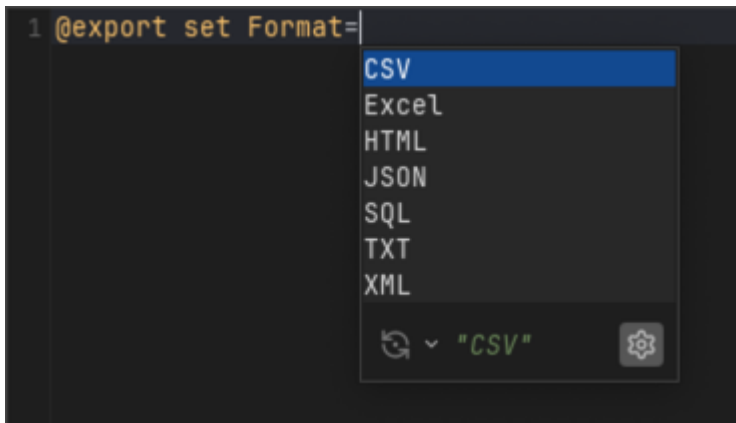 1 @export set Format=
CSV
Excel
HTML
JSON
SQL
TXT
XML
"CSV"